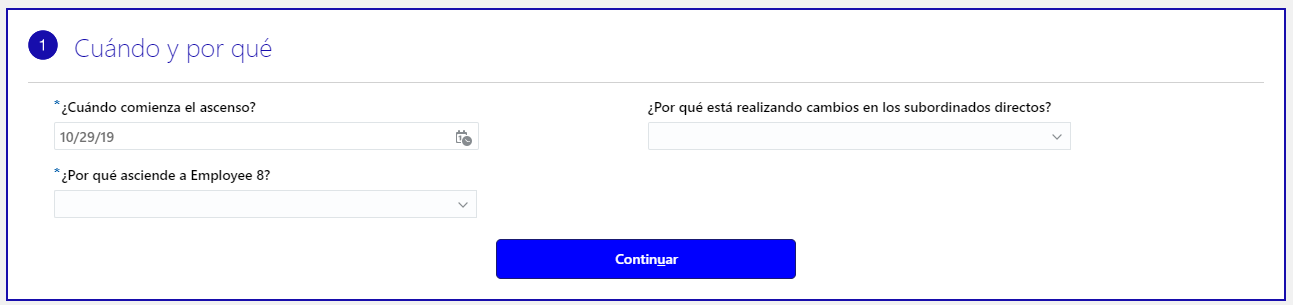 1 Cuándo y por qué
*¿Cuándo comienza el ascenso?
¿Por qué está realizando cambios en los subordinados directos?
10/29/19
*¿Por qué asciende a Employee 8?
Continuar